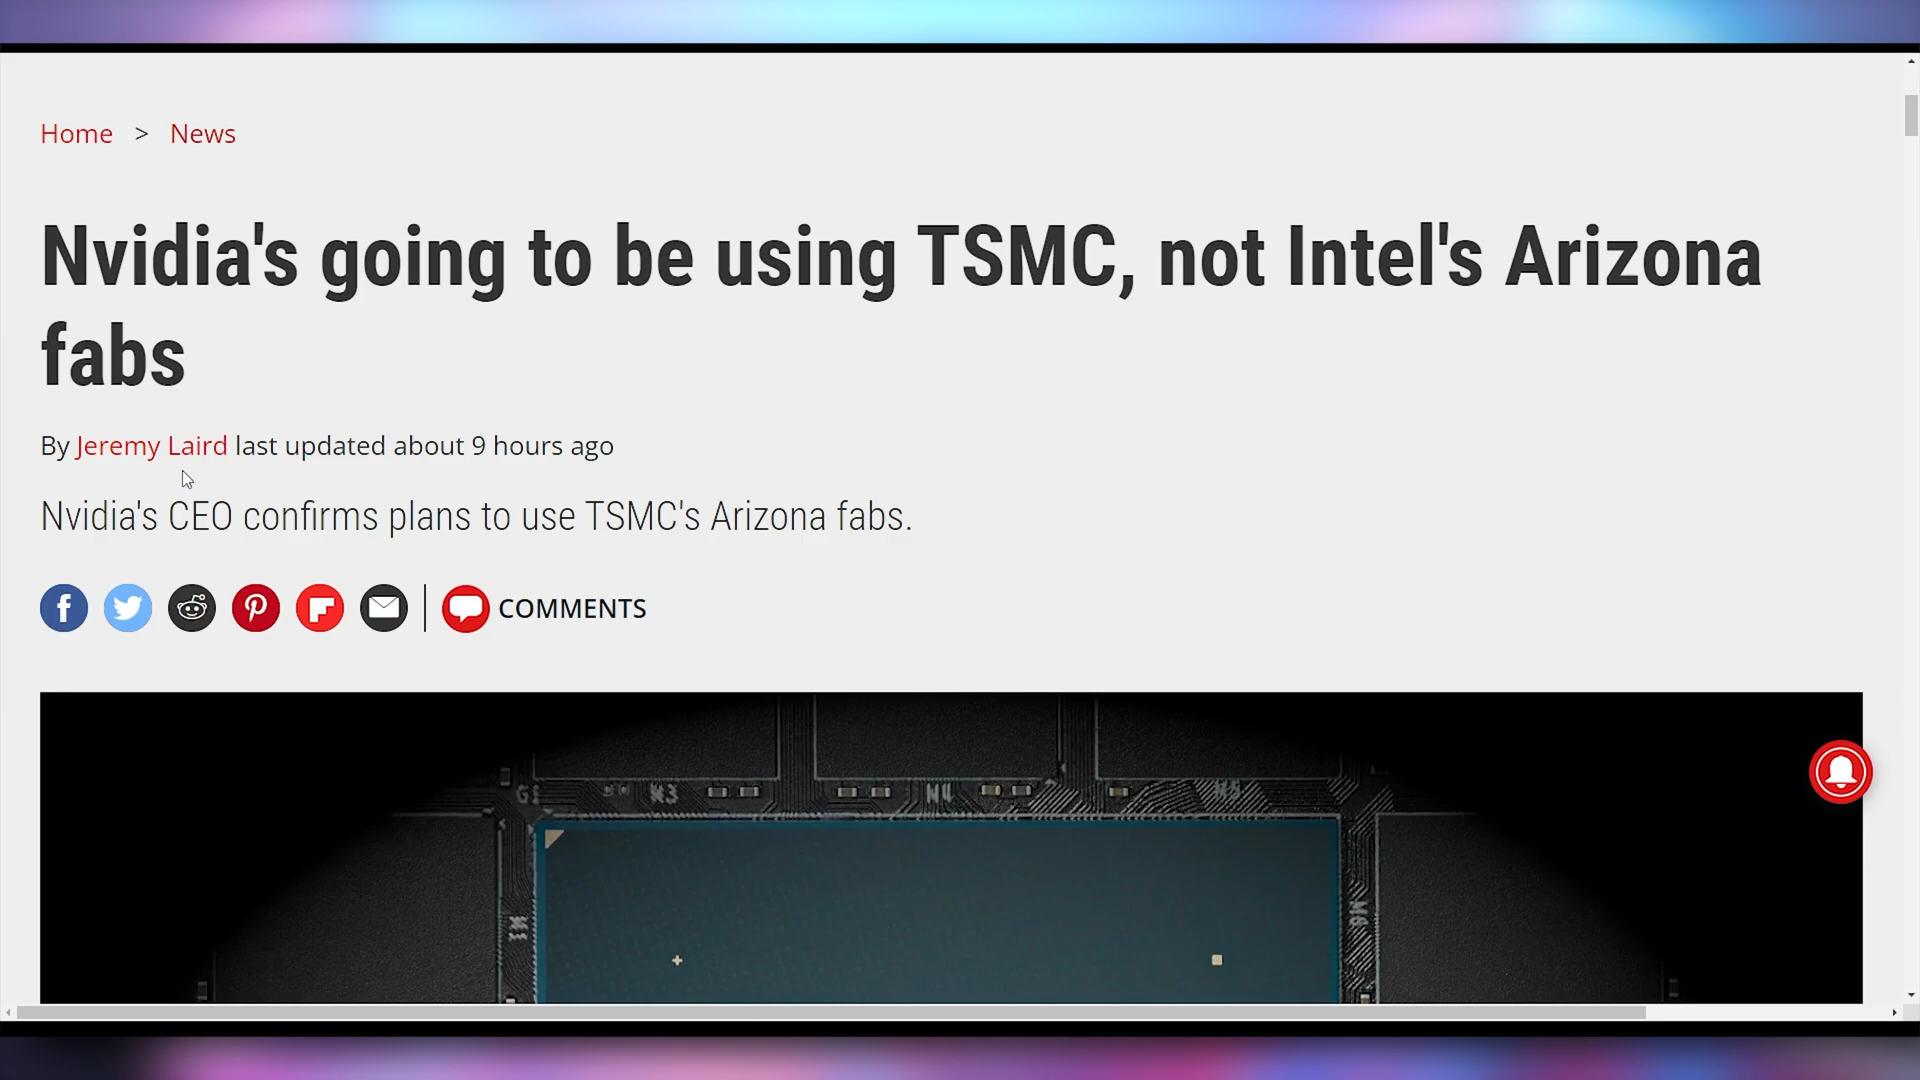 Home > News
Nvidia's going to be using TSMC, not Intel's Arizona
fabs
By Jeremy Laird last updated about 9 hours ago
Nvidia's CEO confirms plans to use TSMC's Arizona fabs.
COMMENTS
M4